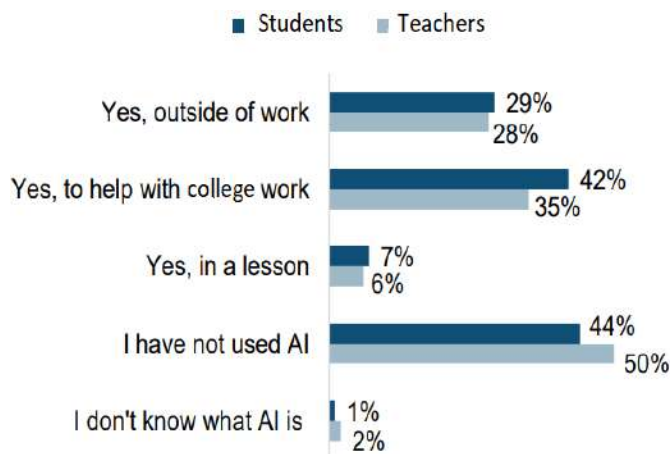 Students Teachers
Yes, outside of work 29%
28%
Yes, to help with college work 42%
35%
Yes, in a lesson 7%
6%
I have not used AI 44%
50%
I don't know what AI is 1%
2%